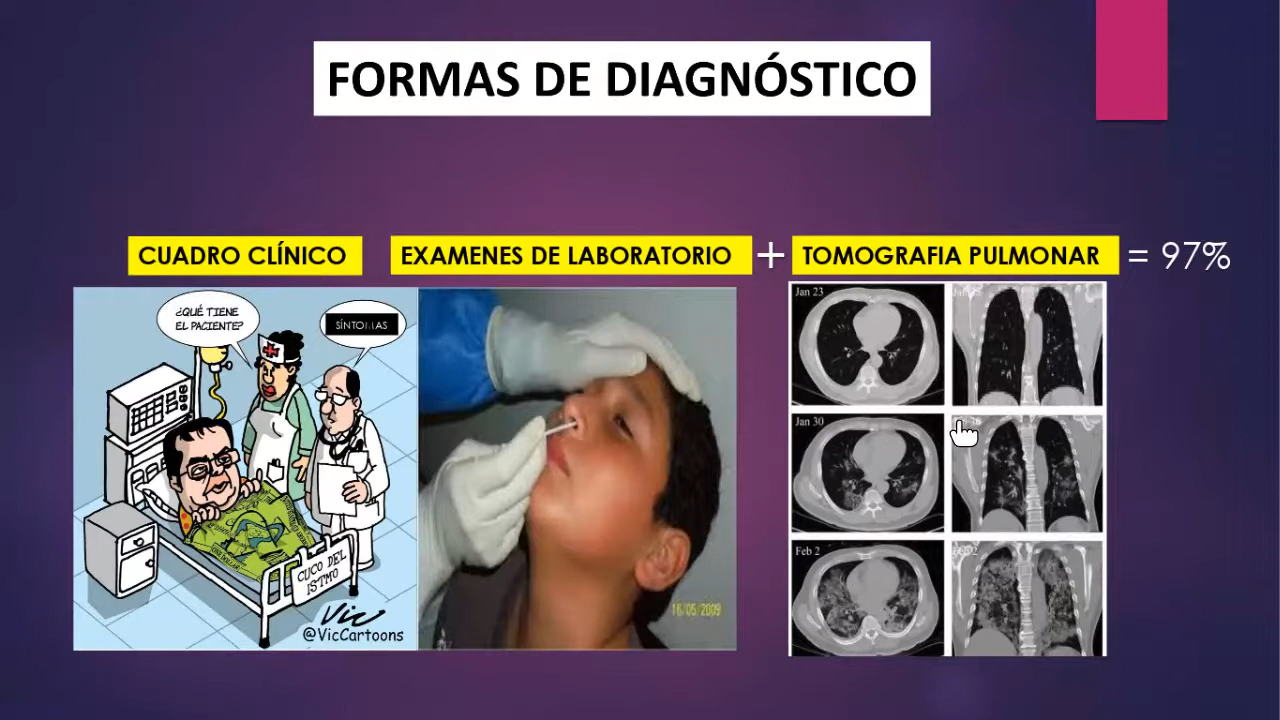 FORMAS DE DIAGNÓSTICO
CUADRO CLÍNICO
EXAMENES DE LABORATORIO
+
TOMOGRAFIA PULMONAR
= 97%
¿QUÉ TIENE
EL PACIENTE?
SÍNTOMAS
CUCO DEL
ISTMO
Vic
@VicCartoons
16/05/2009
Jan 23
Jan 30
Feb 2